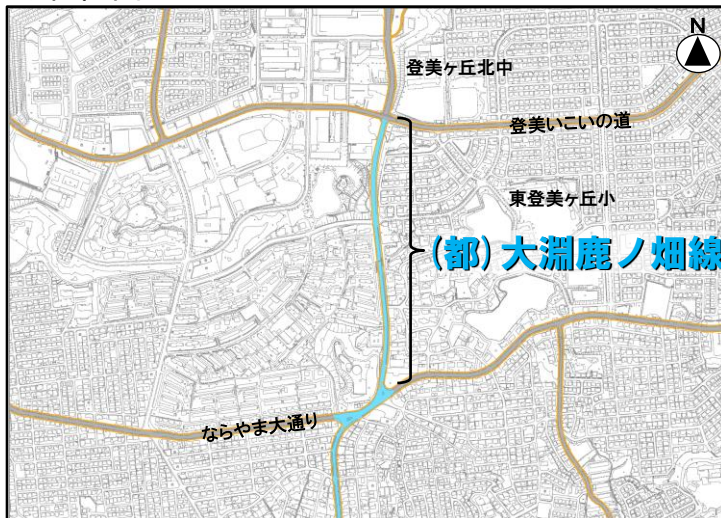 N
登美ヶ丘北中
登美いこいの道
東登美ヶ丘小
(都)大淵鹿ノ畑線
ならやま大通り